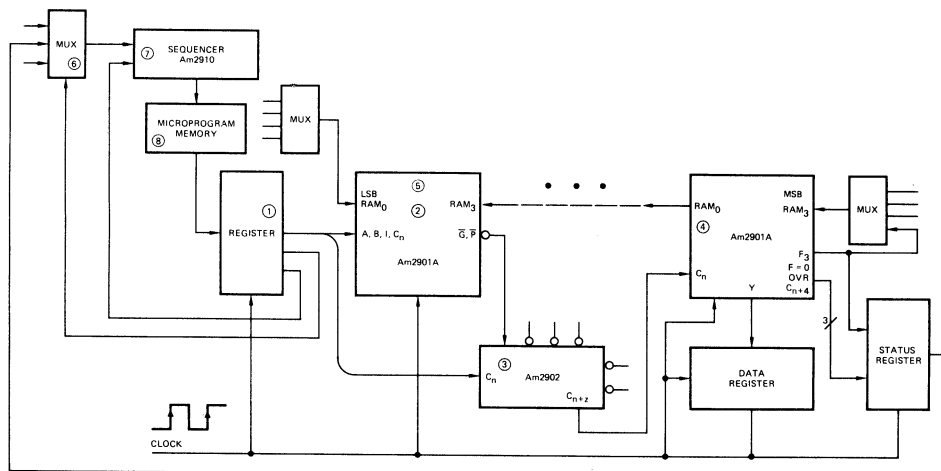 MUX
⑥
⑦
SEQUENCER
Am2910
MICROPROGRAM
MEMORY
⑧
MUX
①
REGISTER
⑤
LSB
RAM0
②
RAM3
A, B, I, Cn
G̅, P̅
Am2901A
• • •
RAM0
④
MSB
RAM3
Am2901A
Cn
F3
F = 0
OVR
Cn+4
Y
MUX
3
STATUS
REGISTER
DATA
REGISTER
③
Am2902
Cn
Cn+z
CLOCK